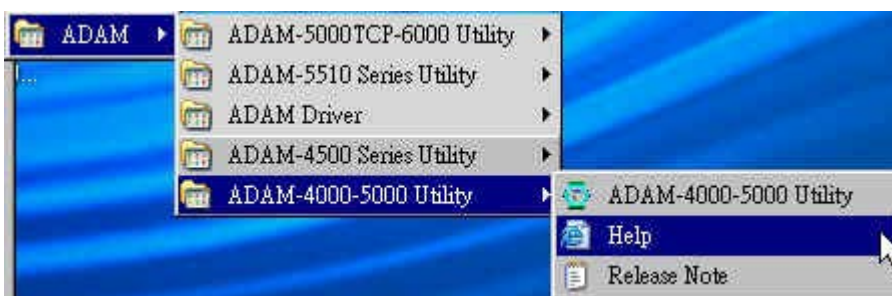 ADAM
ADAM-5000TCP-6000 Utility
ADAM-5510 Series Utility
ADAM Driver
ADAM-4500 Series Utility
ADAM-4000-5000 Utility
ADAM-4000-5000 Utility
Help
Release Note